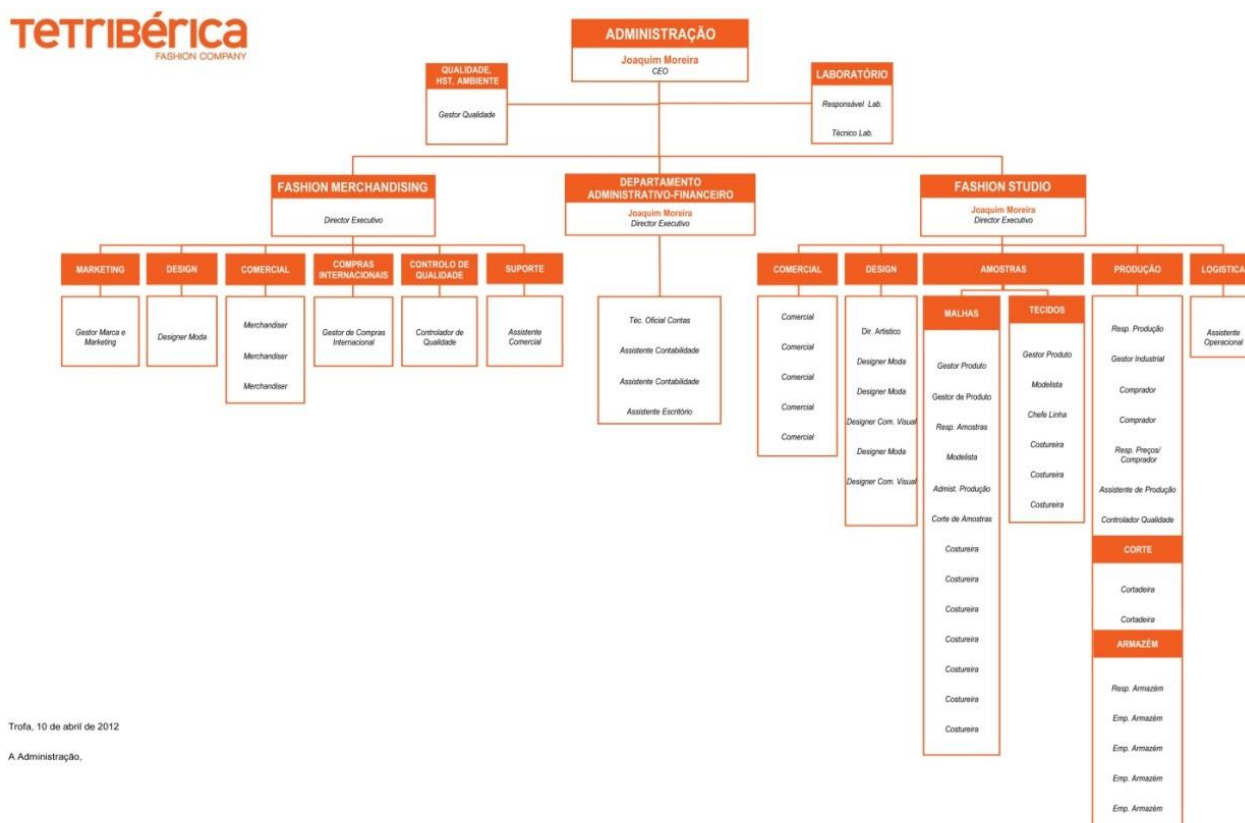 TETRIBÉRICA
FASHION COMPANY
ADMINISTRAÇÃO
Joaquim Moreira
CEO
QUALIDADE,
HST, AMBIENTE
Gestor Qualidade
LABORATÓRIO
Responsável Lab.
Técnico Lab.
FASHION MERCHANDISING
Director Executivo
DEPARTAMENTO
ADMINISTRATIVO-FINANCEIRO
Joaquim Moreira
Director Executivo
FASHION STUDIO
Joaquim Moreira
Director Executivo
MARKETING
Gestor Marca e
Marketing
DESIGN
Designer Moda
COMERCIAL
Merchandiser
Merchandiser
Merchandiser
COMPRAS
INTERNACIONAIS
Gestor de Compras
Internacional
CONTROLO DE
QUALIDADE
Controlador de
Qualidade
SUPORTE
Assistente
Comercial
Téc. Oficial Contas
Assistente Contabilidade
Assistente Contabilidade
Assistente Escritório
COMERCIAL
Comercial
Comercial
Comercial
Comercial
Comercial
DESIGN
Dir. Artistico
Designer Moda
Designer Moda
Designer Com. Visual
Designer Moda
Designer Com. Visual
AMOSTRAS
MALHAS
Gestor Produto
Gestor de Produto
Resp. Amostras
Modelista
Admist. Produção
Corte de Amostras
Costureira
Costureira
Costureira
Costureira
Costureira
Costureira
Costureira
TECIDOS
Gestor Produto
Modelista
Chefe Linha
Costureira
Costureira
Costureira
PRODUÇÃO
Resp. Produção
Gestor Industrial
Comprador
Comprador
Resp. Preços/
Comprador
Assistente de Produção
Controlador Qualidade
CORTE
Cortadeira
Cortadeira
ARMAZÉM
Resp. Armazém
Emp. Armazém
Emp. Armazém
Emp. Armazém
Emp. Armazém
LOGISTICA
Assistente
Operacional
Trofa, 10 de abril de 2012
A Administração,